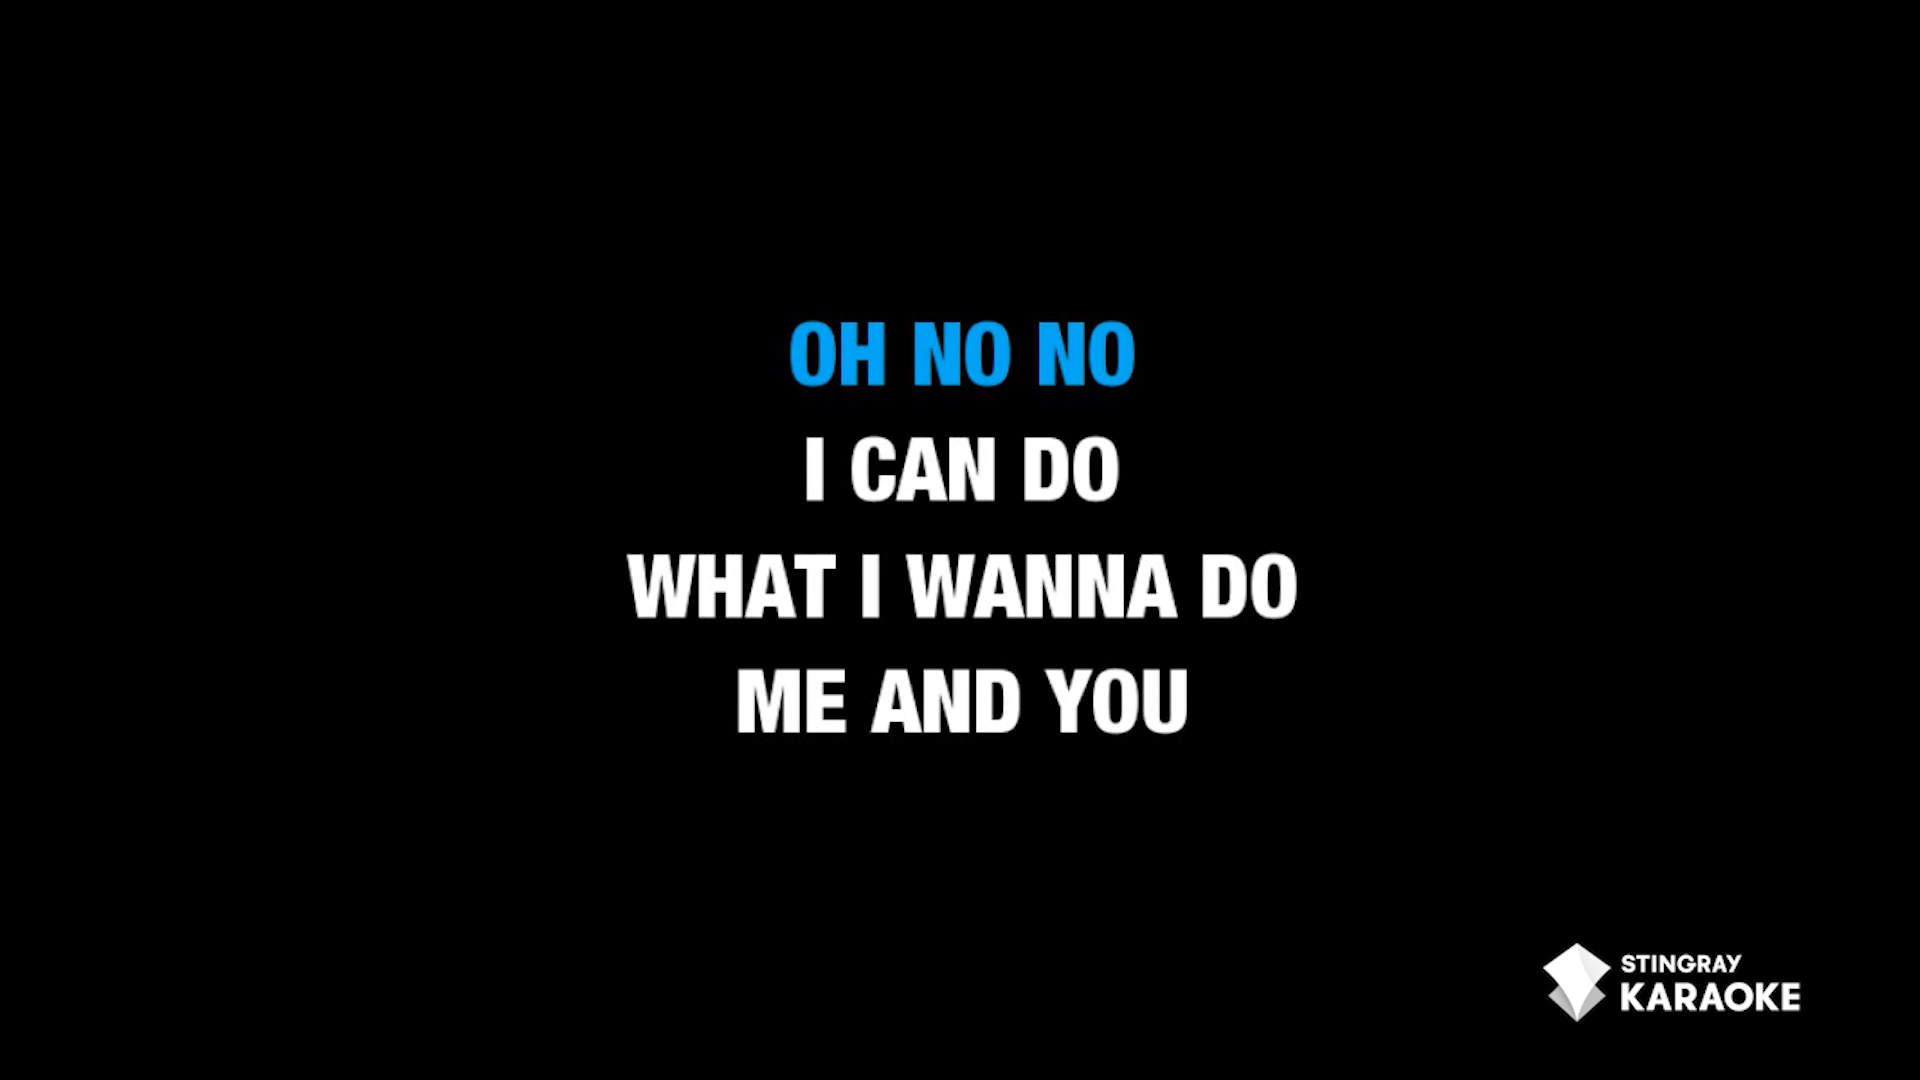 OH NO NO
I CAN DO
WHAT I WANNA DO
ME AND YOU
STINGRAY
KARAOKE